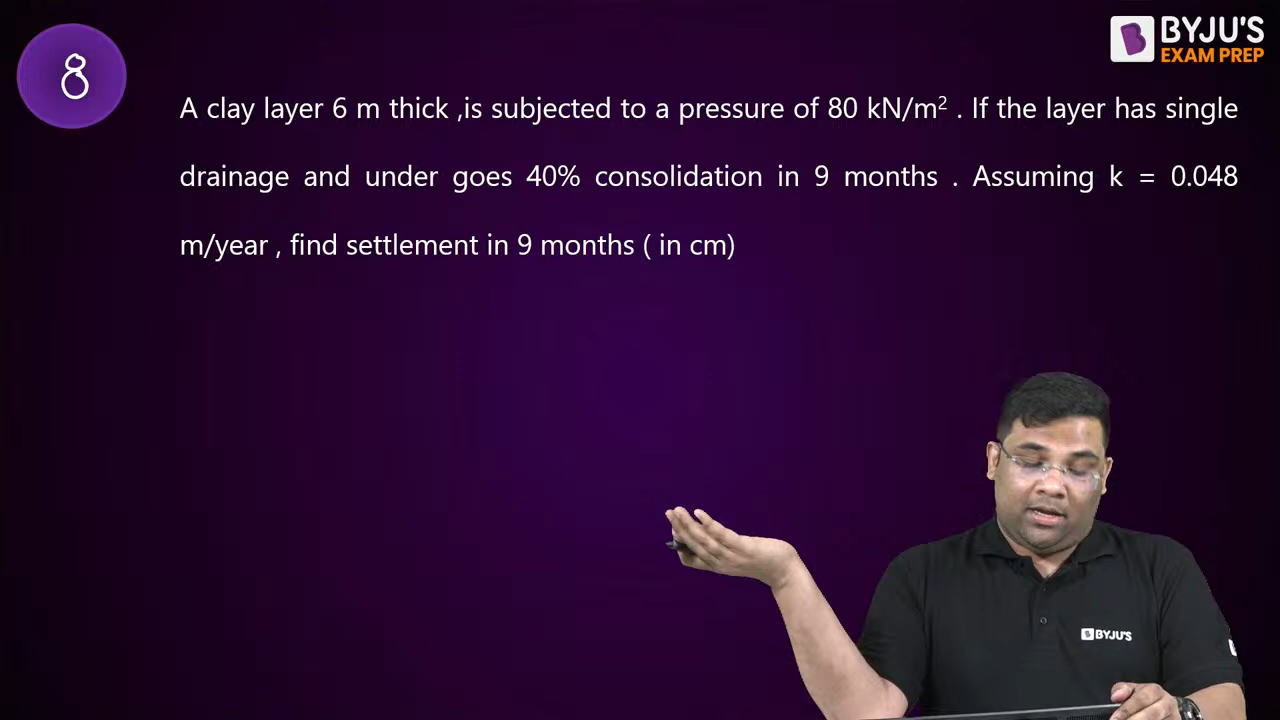 8
BYJU'S
EXAM PREP
A clay layer 6 m thick ,is subjected to a pressure of 80 kN/m² . If the layer has single
drainage and under goes 40% consolidation in 9 months . Assuming k = 0.048
m/year , find settlement in 9 months ( in cm)
BYJU'S